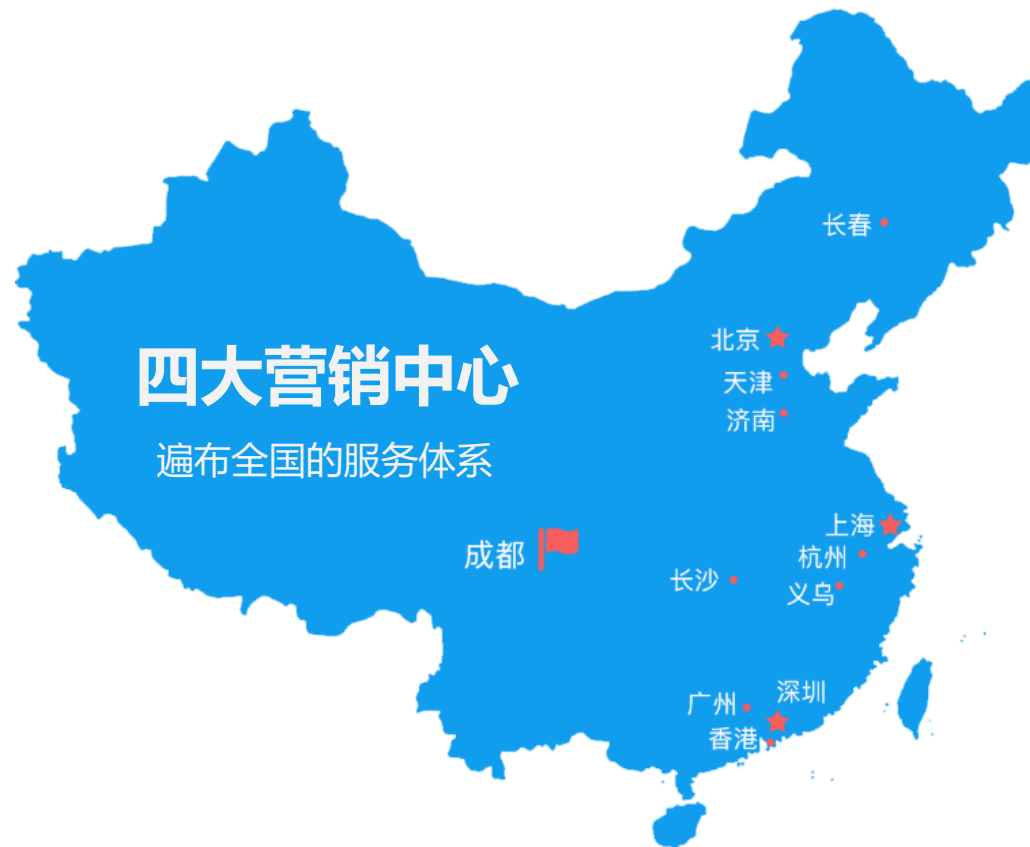 长春
北京
四大营销中心
天津
济南
遍布全国的服务体系
上海
成都
杭州
长沙
义乌
深圳
广州
香港